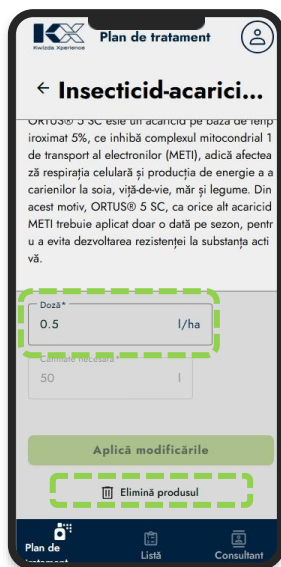 KX
Kwizda Xperience
Plan de tratament
← Insecticid-acarici...
ORTUS® 5 SC este un acaricid pe bază de fenp
iroximat 5%, ce inhibă complexul mitocondrial 1
de transport al electronilor (METI), adică afectea
ză respirația celulară și producția de energie a a
carienilor la soia, viță-de-vie, măr și legume. Din
acest motiv, ORTUS® 5 SC, ca orice alt acaricid
METI trebuie aplicat doar o dată pe sezon, pentr
u a evita dezvoltarea rezistenței la substanța acti
vă.
Doză*
0.5 l/ha
Cantitate necesară*
50 l
Aplică modificările
Elimină produsul
Plan de
tratament
Listă
Consultant